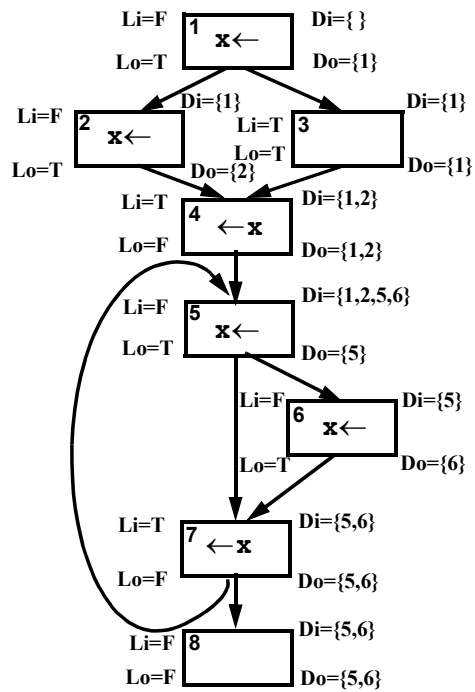 Li=F 1 Di={ }
x←
Lo=T Do={1}
Li=F 2 Di={1}
x←
Lo=T Do={2}
Li=T 3 Di={1}
Lo=T Do={1}
Li=T 4 Di={1,2}
←x
Lo=F Do={1,2}
Li=F 5 Di={1,2,5,6}
x←
Lo=T Do={5}
Li=F 6 Di={5}
x←
Lo=T Do={6}
Li=T 7 Di={5,6}
←x
Lo=F Do={5,6}
Li=F 8 Di={5,6}
Lo=F Do={5,6}